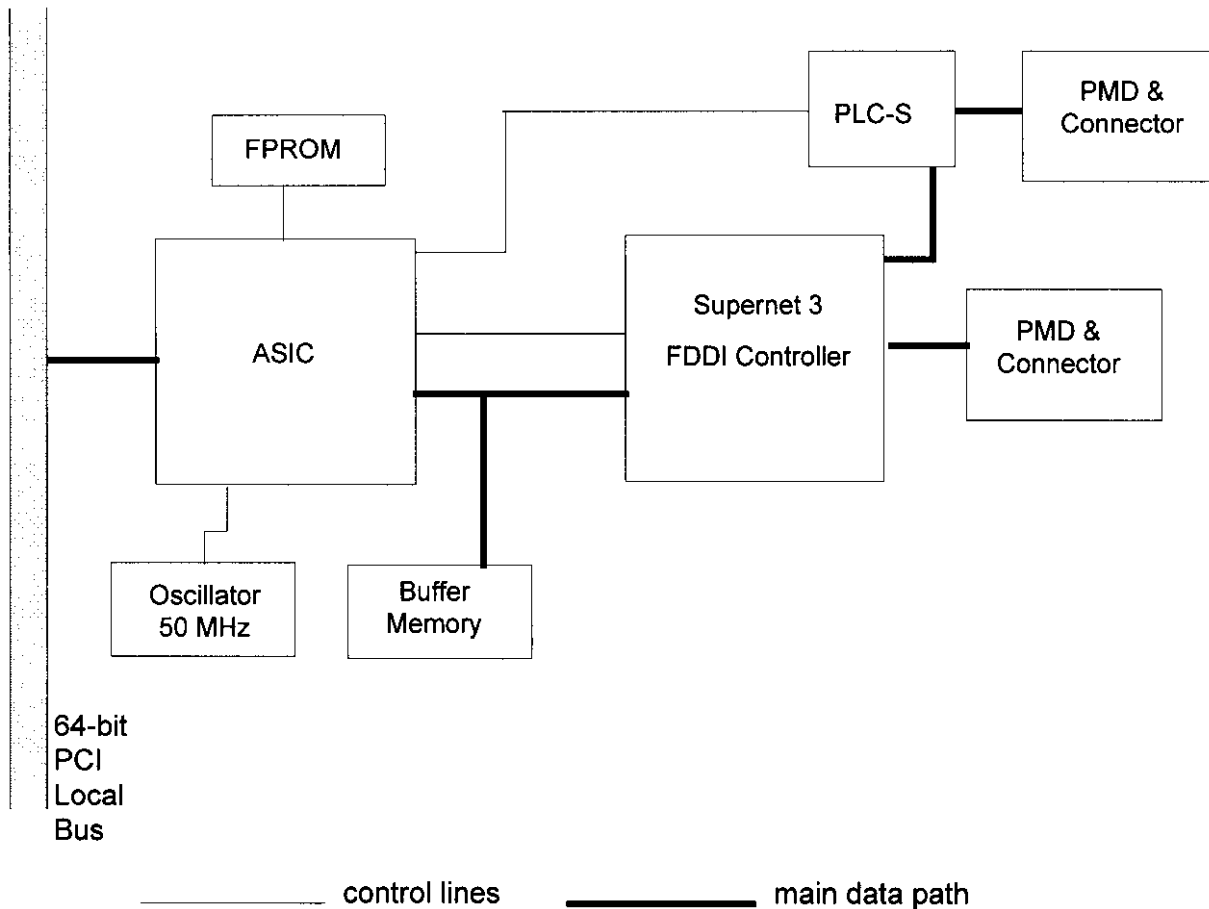 PLC-S
PMD &
Connector
FPROM
ASIC
Supernet 3
FDDI Controller
PMD &
Connector
Oscillator
50 MHz
Buffer
Memory
64-bit
PCI
Local
Bus
control lines
main data path